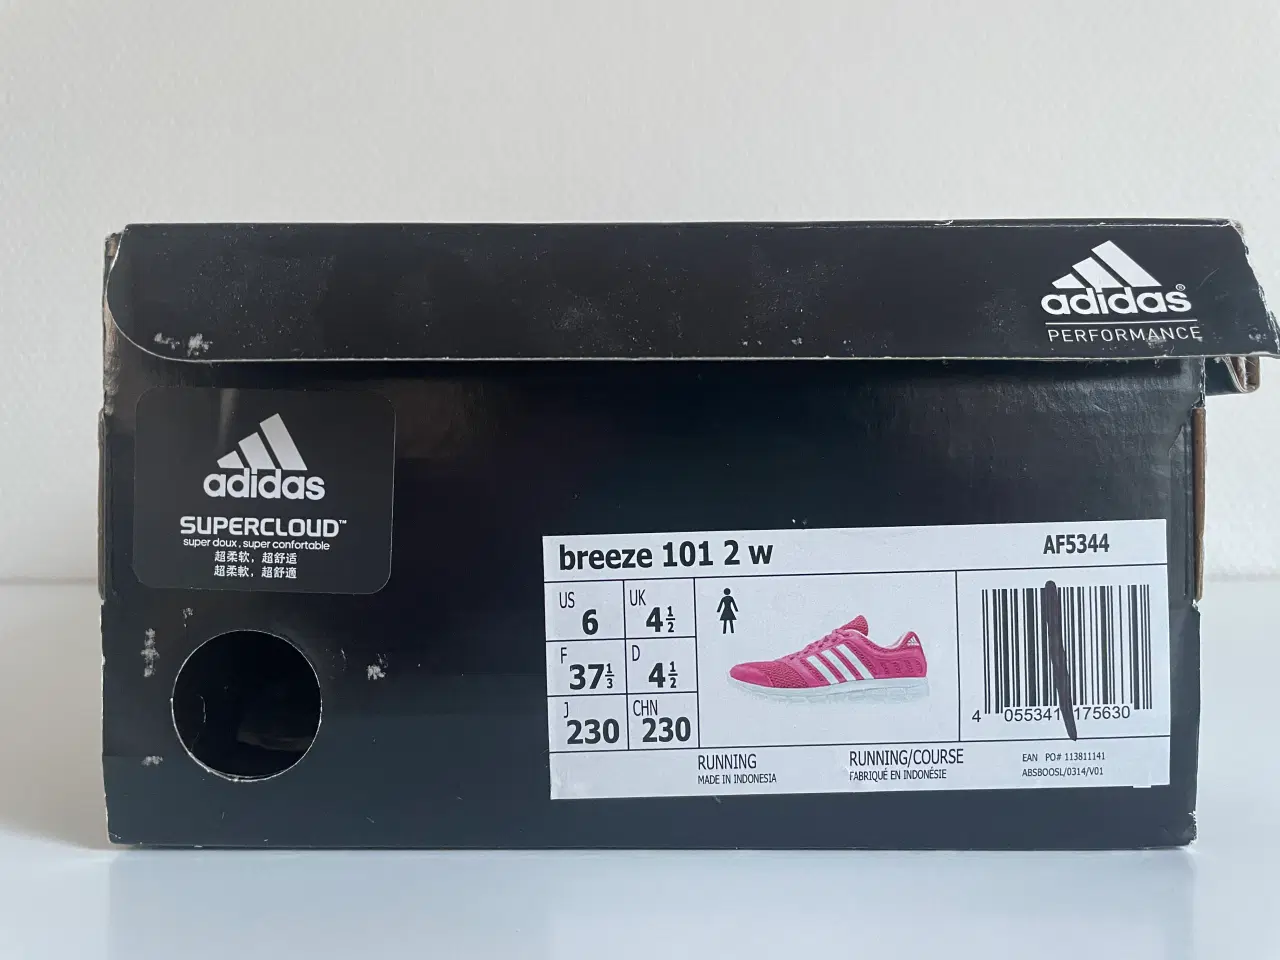 adidas®
PERFORMANCE
adidas
SUPERCLOUD™
super doux, super confortable
超柔软，超舒适
超柔軟，超舒適
breeze 101 2 w
AF5344
US
6
UK
4½
F
37⅓
D
4½
J
230
CHN
230
adidas
4 055341 175630
RUNNING
MADE IN INDONESIA
RUNNING/COURSE
FABRIQUÉ EN INDONÉSIE
EAN PO# 113811141
ABSBOOSL/0314/V01